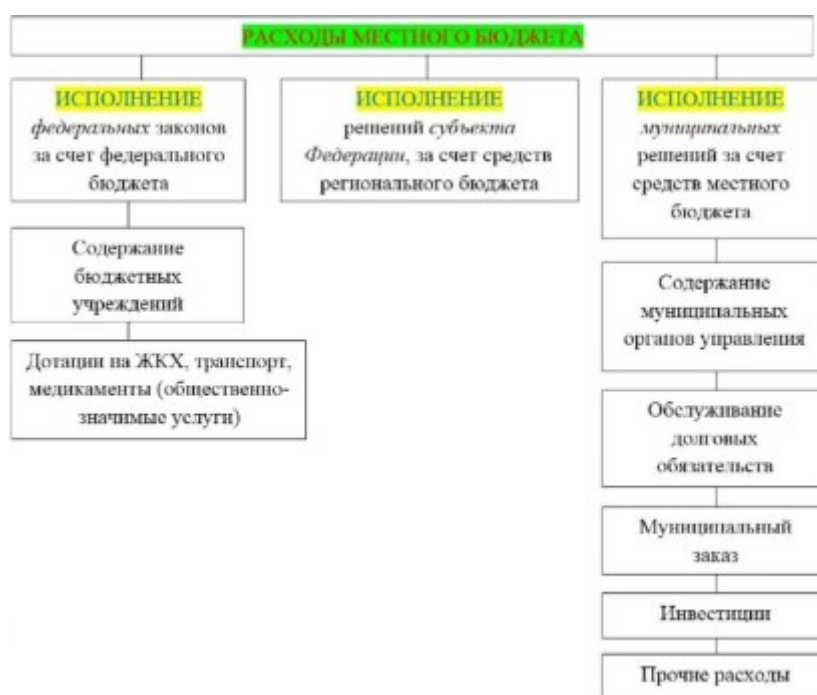 РАСХОДЫ МЕСТНОГО БЮДЖЕТА
ИСПОЛНЕНИЕ
федеральных законов
за счет федерального
бюджета
Содержание
бюджетных
учреждений
Дотации на ЖКХ, транспорт,
медикаменты (общественно-
значимые услуги)
ИСПОЛНЕНИЕ
решений субъекта
Федерации, за счет средств
регионального бюджета
ИСПОЛНЕНИЕ
муниципальных
решений за счет
средств местного
бюджета
Содержание
муниципальных
органов управления
Обслуживание
долговых
обязательств
Муниципальный
заказ
Инвестиции
Прочие расходы